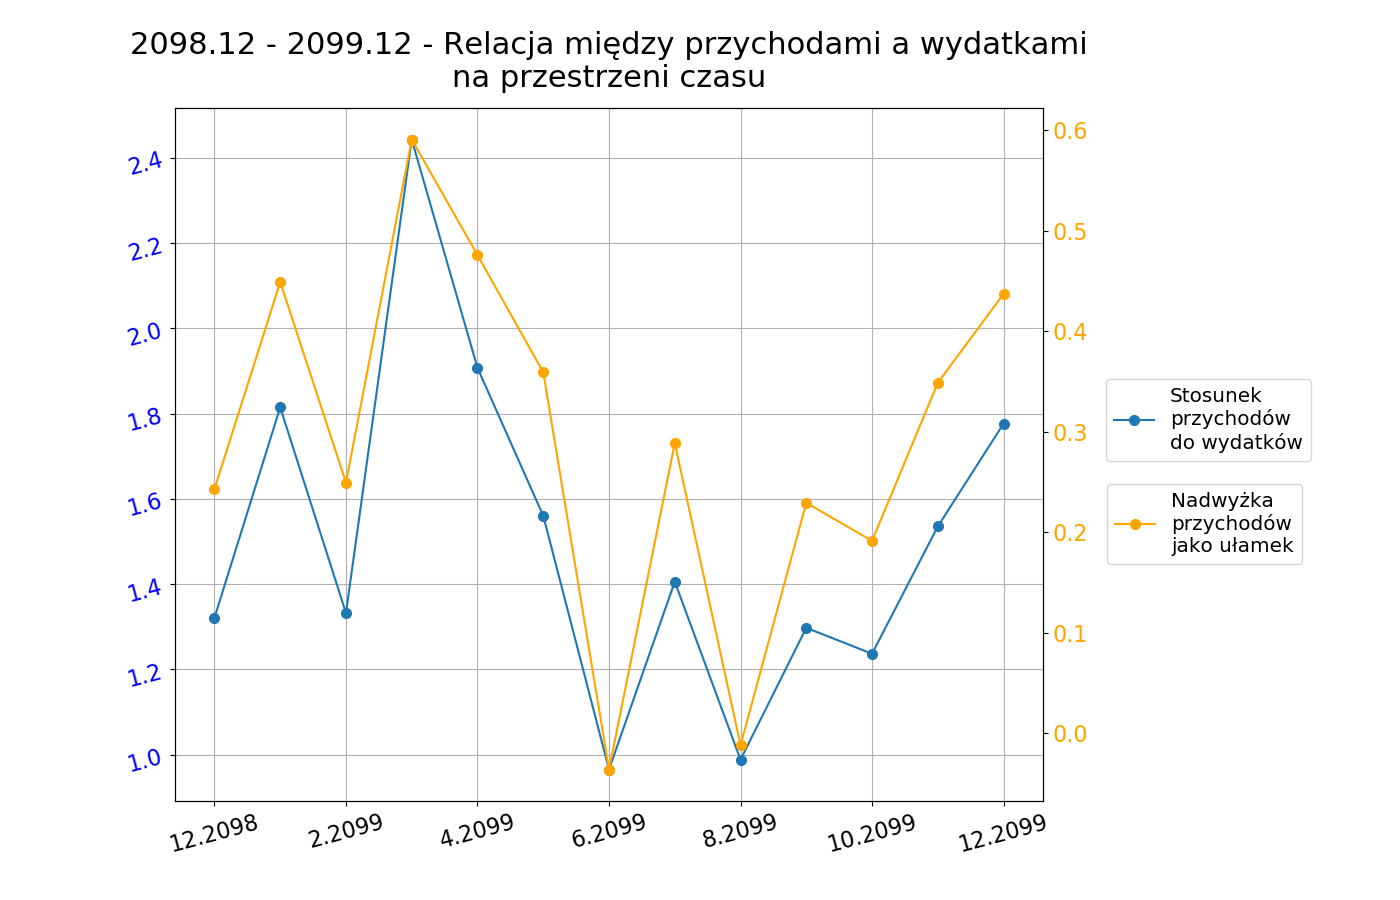 2098.12 - 2099.12 - Relacja między przychodami a wydatkami
na przestrzeni czasu
2.4
2.2
2.0
1.8
1.6
1.4
1.2
1.0
0.6
0.5
0.4
0.3
0.2
0.1
0.0
12.2098
2.2099
4.2099
6.2099
8.2099
10.2099
12.2099
Stosunek
przychodów
do wydatków
Nadwyżka
przychodów
jako ułamek